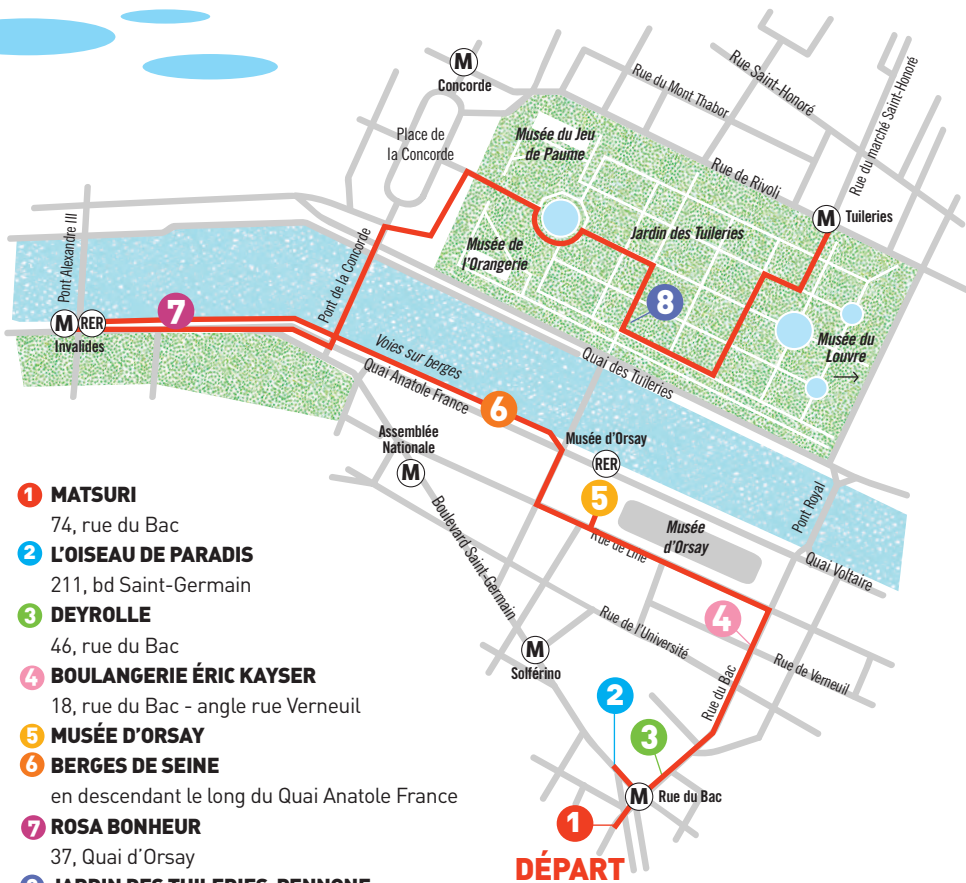 M
Concorde
Place de
la Concorde
Musée du Jeu
de Paume
Rue du Mont Thabor
Rue Saint-Honoré
Rue du marché Saint-Honoré
Rue de Rivoli
M Tuileries
Jardin des Tuileries
Musée de
l'Orangerie
8
Musée du
Louvre
→
Pont Alexandre III
Pont de la Concorde
7
M RER
Invalides
Voies sur berges
Quai Anatole France
Quai des Tuileries
6
Assemblée
Nationale
M
Musée d'Orsay
RER
5
Musée
d'Orsay
Pont Royal
Quai Voltaire
Rue de Lille
Boulevard Saint-Germain
Rue de l'Université
4
Rue de Verneuil
Rue du Bac
M
Solférino
2
3
M Rue du Bac
1
DÉPART
1 MATSURI
74, rue du Bac
2 L'OISEAU DE PARADIS
211, bd Saint-Germain
3 DEYROLLE
46, rue du Bac
4 BOULANGERIE ÉRIC KAYSER
18, rue du Bac - angle rue Verneuil
5 MUSÉE D'ORSAY
6 BERGES DE SEINE
en descendant le long du Quai Anatole France
7 ROSA BONHEUR
37, Quai d'Orsay
8 JARDIN DES TUILERIES